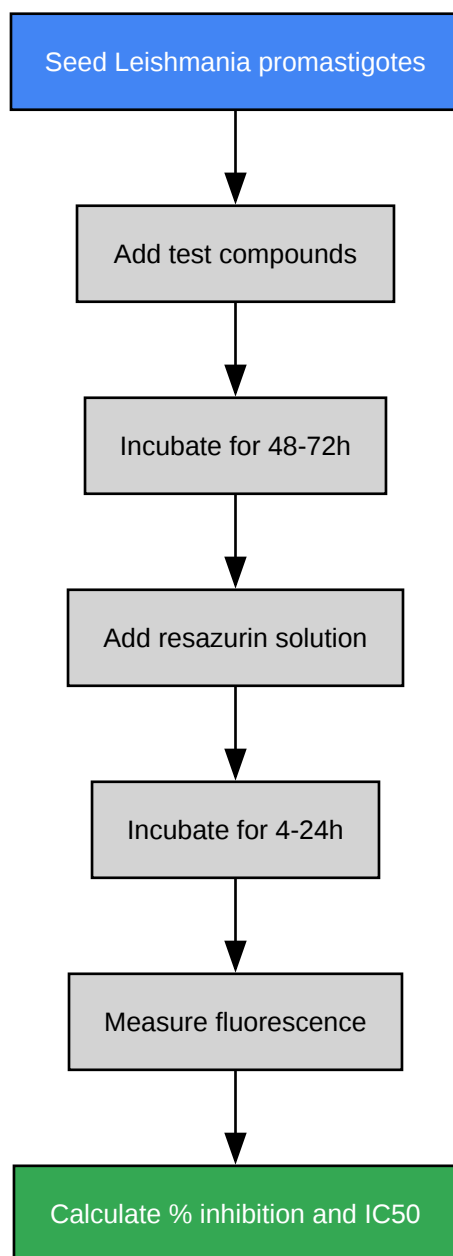 Seed Leishmania promastigotes
Add test compounds
Incubate for 48-72h
Add resazurin solution
Incubate for 4-24h
Measure fluorescence
Calculate % inhibition and IC50